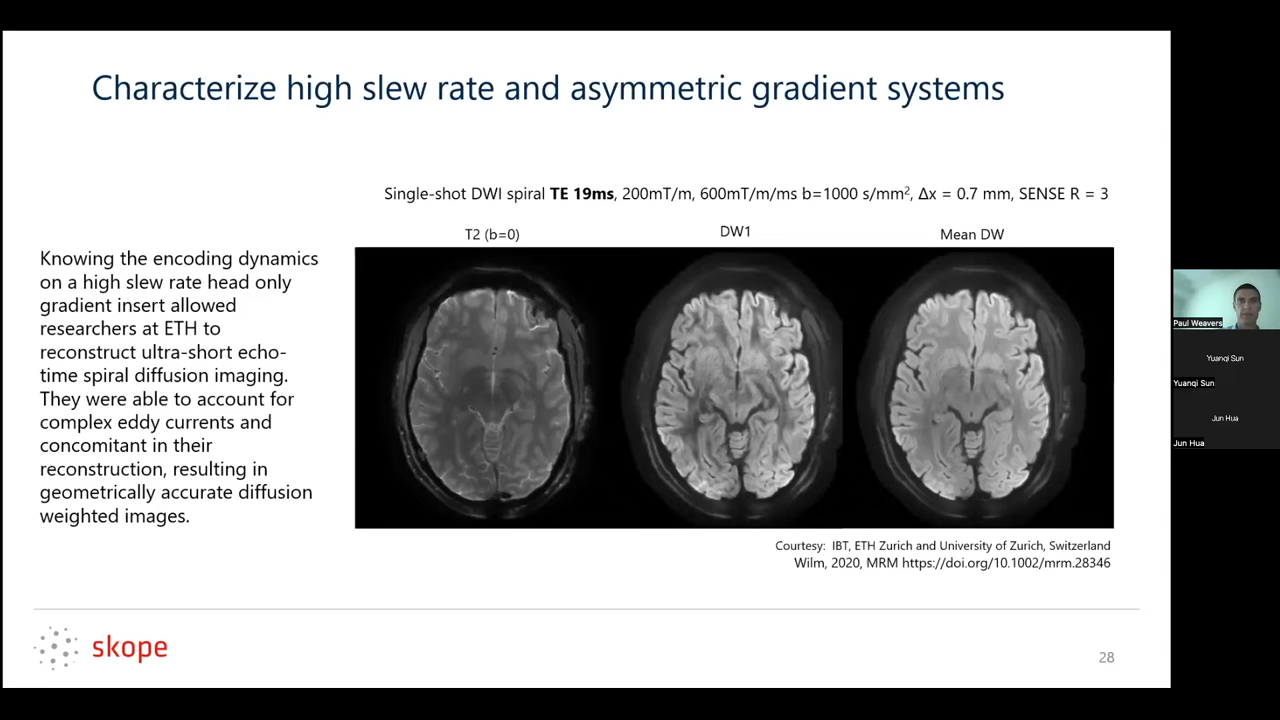 Characterize high slew rate and asymmetric gradient systems
Single-shot DWI spiral TE 19ms, 200mT/m, 600mT/m/ms b=1000 s/mm², Δx = 0.7 mm, SENSE R = 3
T2 (b=0)
DW1
Mean DW
Knowing the encoding dynamics
on a high slew rate head only
gradient insert allowed
researchers at ETH to
reconstruct ultra-short echo-
time spiral diffusion imaging.
They were able to account for
complex eddy currents and
concomitant in their
reconstruction, resulting in
geometrically accurate diffusion
weighted images.
Courtesy: IBT, ETH Zurich and University of Zurich, Switzerland
Wilm, 2020, MRM https://doi.org/10.1002/mrm.28346
skope
28
Paul Weavers
Yuanqi Sun
Yuanqi Sun
Jun Hua
Jun Hua